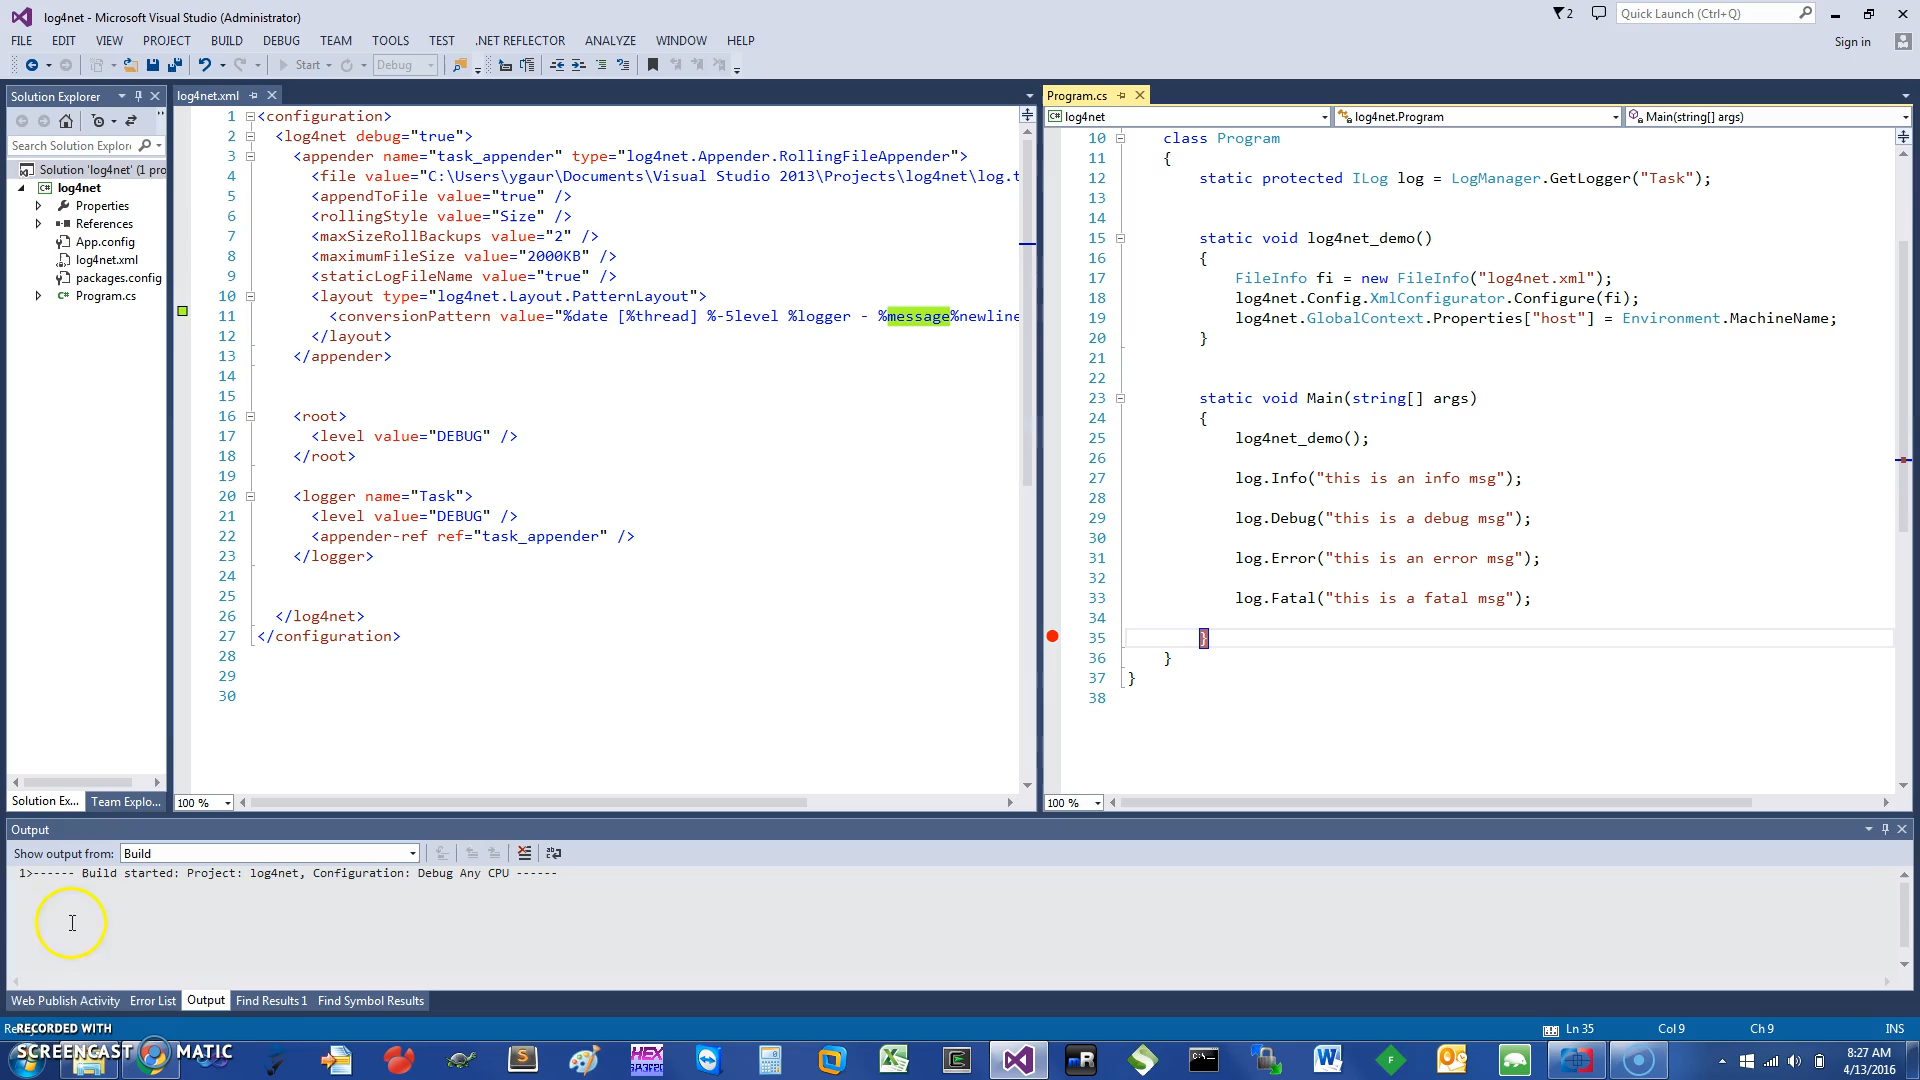 log4net - Microsoft Visual Studio (Administrator)
2
Quick Launch (Ctrl+Q)
FILE EDIT VIEW PROJECT BUILD DEBUG TEAM TOOLS TEST .NET REFLECTOR ANALYZE WINDOW HELP
Sign in
Start Debug
Solution Explorer
Search Solution Explor
Solution 'log4net' (1 pro
log4net
Properties
References
App.config
log4net.xml
packages.config
Program.cs
Solution Ex... Team Explo...
log4net.xml
1 <configuration>
2 <log4net debug="true">
3 <appender name="task_appender" type="log4net.Appender.RollingFileAppender">
4 <file value="C:\Users\ygaur\Documents\Visual Studio 2013\Projects\log4net\log.t
5 <appendToFile value="true" />
6 <rollingStyle value="Size" />
7 <maxSizeRollBackups value="2" />
8 <maximumFileSize value="2000KB" />
9 <staticLogFileName value="true" />
10 <layout type="log4net.Layout.PatternLayout">
11 <conversionPattern value="%date [%thread] %-5level %logger - %message%newline
12 </layout>
13 </appender>
14
15
16 <root>
17 <level value="DEBUG" />
18 </root>
19
20 <logger name="Task">
21 <level value="DEBUG" />
22 <appender-ref ref="task_appender" />
23 </logger>
24
25
26 </log4net>
27 </configuration>
28
29
30
100 %
Program.cs
log4net log4net.Program Main(string[] args)
10 class Program
11 {
12 static protected ILog log = LogManager.GetLogger("Task");
13
14
15 static void log4net_demo()
16 {
17 FileInfo fi = new FileInfo("log4net.xml");
18 log4net.Config.XmlConfigurator.Configure(fi);
19 log4net.GlobalContext.Properties["host"] = Environment.MachineName;
20 }
21
22
23 static void Main(string[] args)
24 {
25 log4net_demo();
26
27 log.Info("this is an info msg");
28
29 log.Debug("this is a debug msg");
30
31 log.Error("this is an error msg");
32
33 log.Fatal("this is a fatal msg");
34
35 }
36 }
37 }
38
100 %
Output
Show output from: Build
1>------ Build started: Project: log4net, Configuration: Debug Any CPU ------
Web Publish Activity Error List Output Find Results 1 Find Symbol Results
RECORDED WITH
Ln 35 Col 9 Ch 9 INS
SCREENCAST MATIC
HEX
8:27 AM
4/13/2016